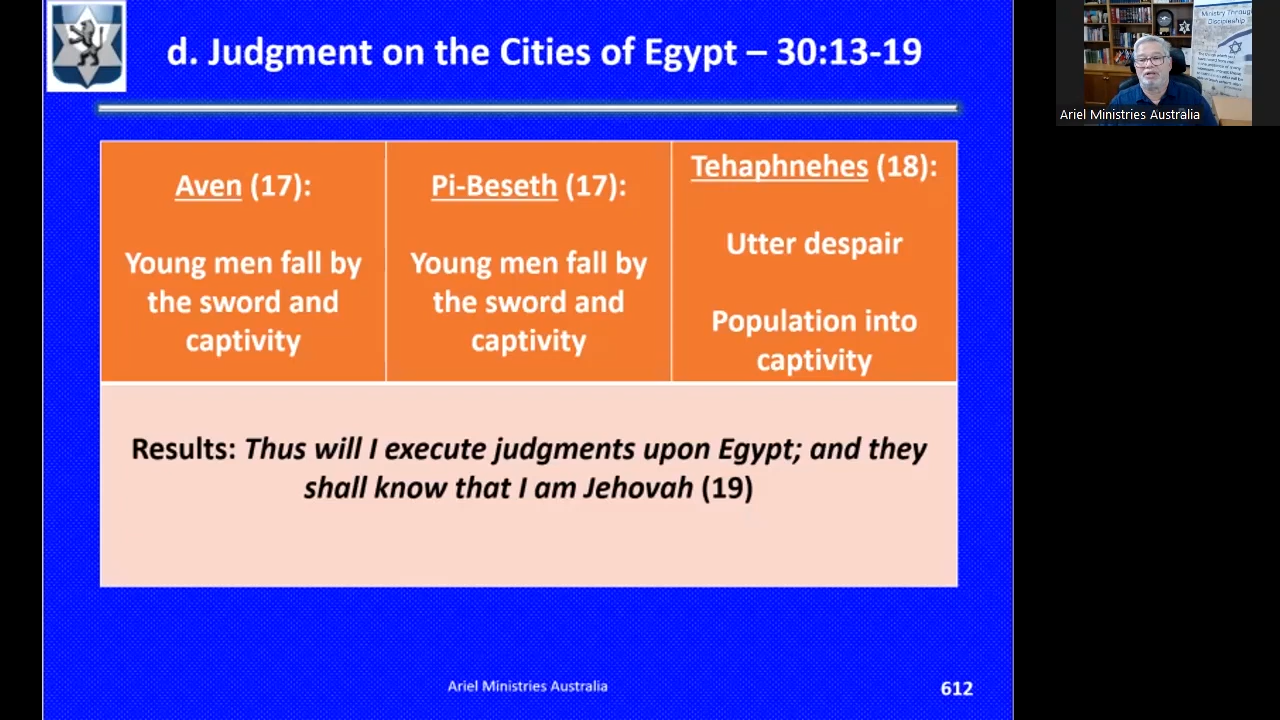 d. Judgment on the Cities of Egypt – 30:13-19
Aven (17):
Young men fall by
the sword and
captivity
Pi-Beseth (17):
Young men fall by
the sword and
captivity
Tehaphnehes (18):
Utter despair
Population into
captivity
Results: Thus will I execute judgments upon Egypt; and they
shall know that I am Jehovah (19)
Ariel Ministries Australia
612
Ministry Through
Discipleship
Ariel Ministries Australia